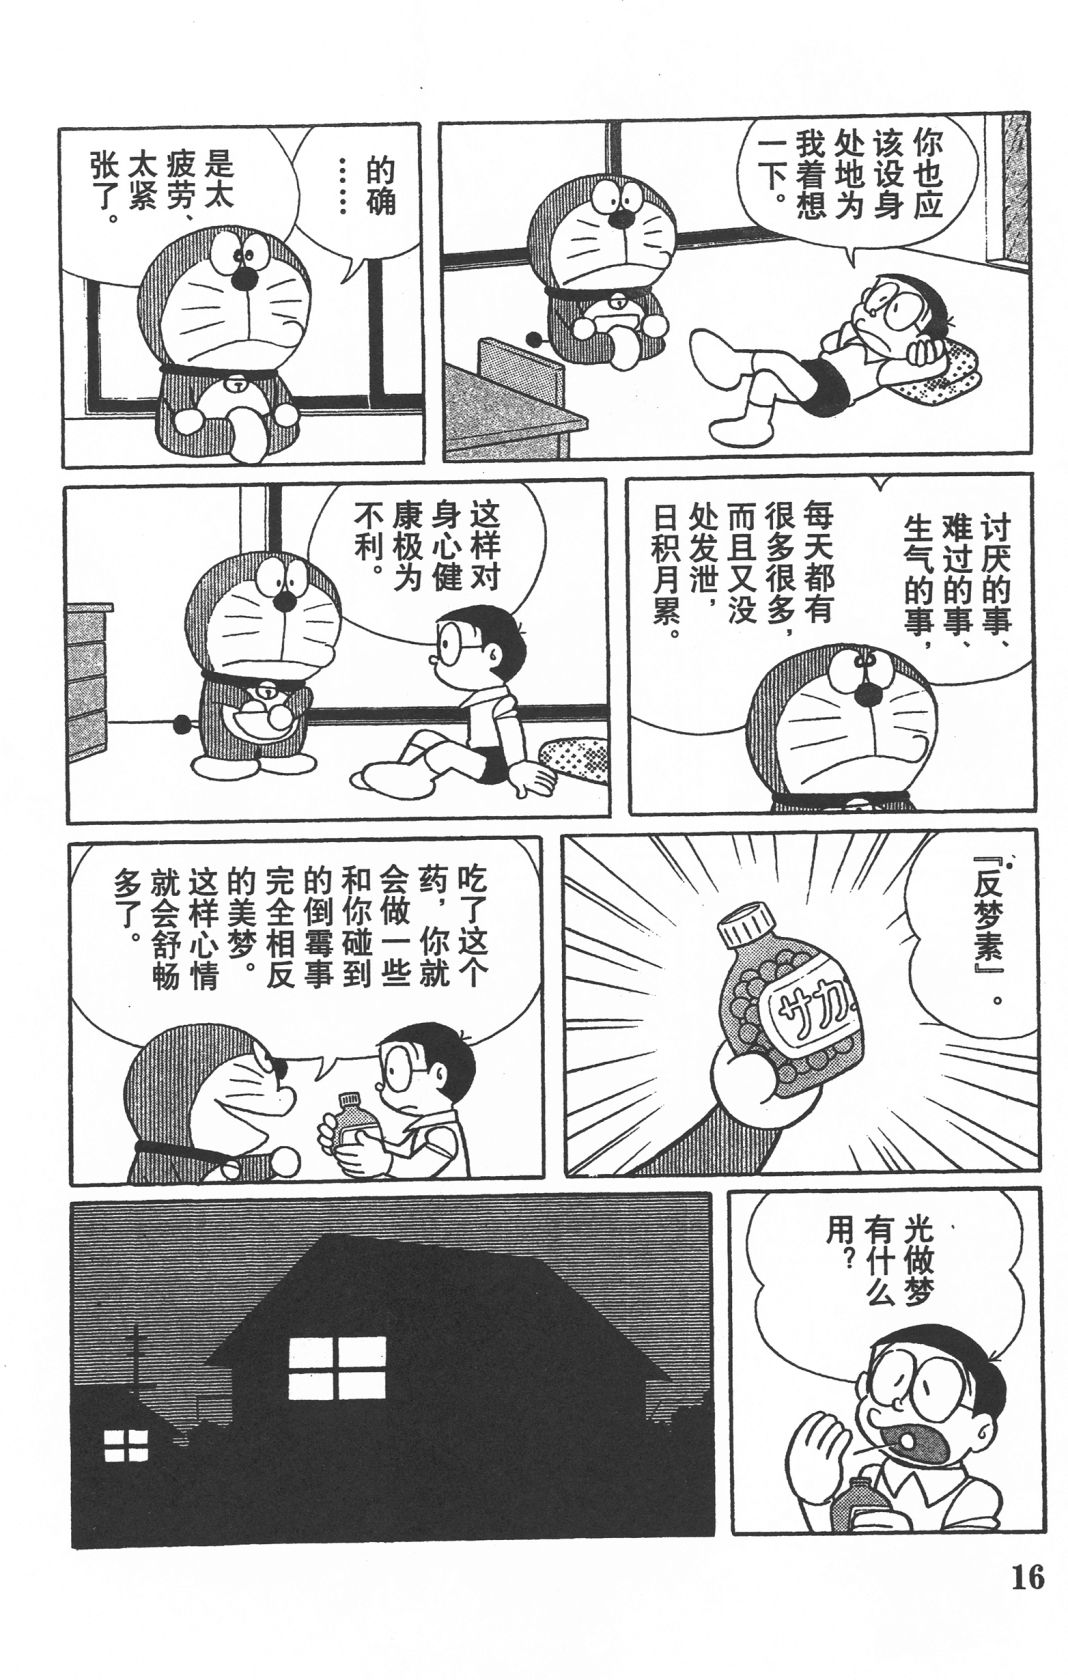 你也应
该设身
处地为
我着想
一下。
的确
……
是太
疲劳、
太紧
张了。
讨厌的事、
难过的事、
生气的事，
每天都有
很多很多，
而且又没
处发泄，
日积月累。
这样对
身心健
康极为
不利。
『反梦素』。
サカ
吃了这个
药，你就
会做一些
和你碰到
的倒霉事
完全相反
的美梦。
这样心情
就会舒畅
多了。
光做梦
有什么
用？
16